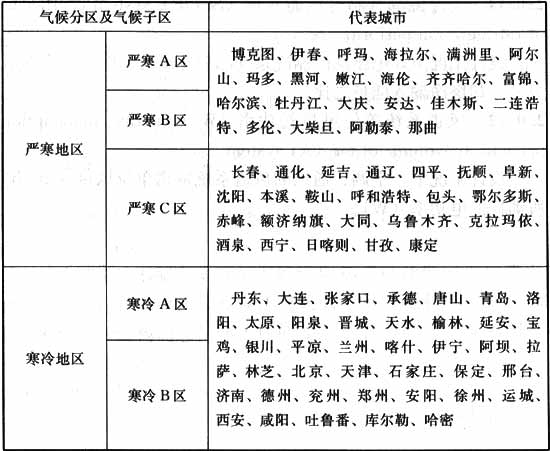 气候分区及气候子区
代表城市
严寒地区
严寒A区
严寒B区
博克图、伊春、呼玛、海拉尔、满洲里、阿尔
山、玛多、黑河、嫩江、海伦、齐齐哈尔、富锦、
哈尔滨、牡丹江、大庆、安达、佳木斯、二连浩
特、多伦、大柴旦、阿勒泰、那曲
严寒C区
长春、通化、延吉、通辽、四平、抚顺、阜新、
沈阳、本溪、鞍山、呼和浩特、包头、鄂尔多斯、
赤峰、额济纳旗、大同、乌鲁木齐、克拉玛依、
酒泉、西宁、日喀则、甘孜、康定
寒冷地区
寒冷A区
寒冷B区
丹东、大连、张家口、承德、唐山、青岛、洛
阳、太原、阳泉、晋城、天水、榆林、延安、宝
鸡、银川、平凉、兰州、喀什、伊宁、阿坝、拉
萨、林芝、北京、天津、石家庄、保定、邢台、
济南、德州、兖州、郑州、安阳、徐州、运城、
西安、咸阳、吐鲁番、库尔勒、哈密